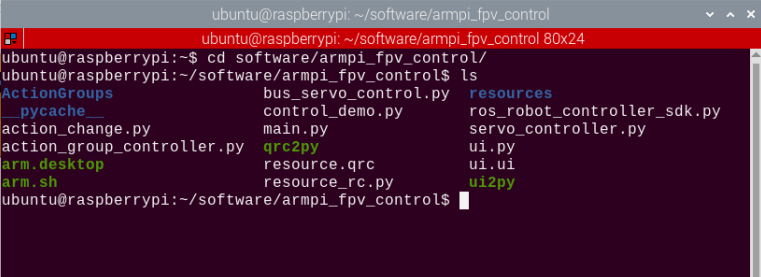 ubuntu@raspberrypi: ~/software/armpi_fpv_control
ubuntu@raspberrypi: ~/software/armpi_fpv_control 80x24
ubuntu@raspberrypi:~$ cd software/armpi_fpv_control/
ubuntu@raspberrypi:~/software/armpi_fpv_control$ ls
ActionGroups bus_servo_control.py resources
__pycache__ control_demo.py ros_robot_controller_sdk.py
action_change.py main.py servo_controller.py
action_group_controller.py qrc2py ui.py
arm.desktop resource.qrc ui.ui
arm.sh resource_rc.py ui2py
ubuntu@raspberrypi:~/software/armpi_fpv_control$